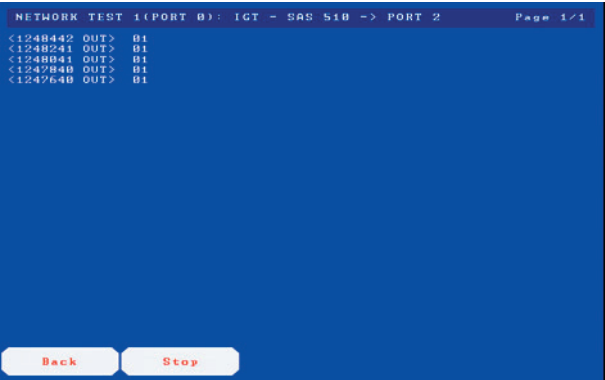 NETWORK TEST 1(PORT 0): IGT - SAS 510 -> PORT 2 Page 1/1
<1248442 OUT> 01
<1248241 OUT> 01
<1248041 OUT> 01
<1247840 OUT> 01
<1247640 OUT> 01
Back Stop